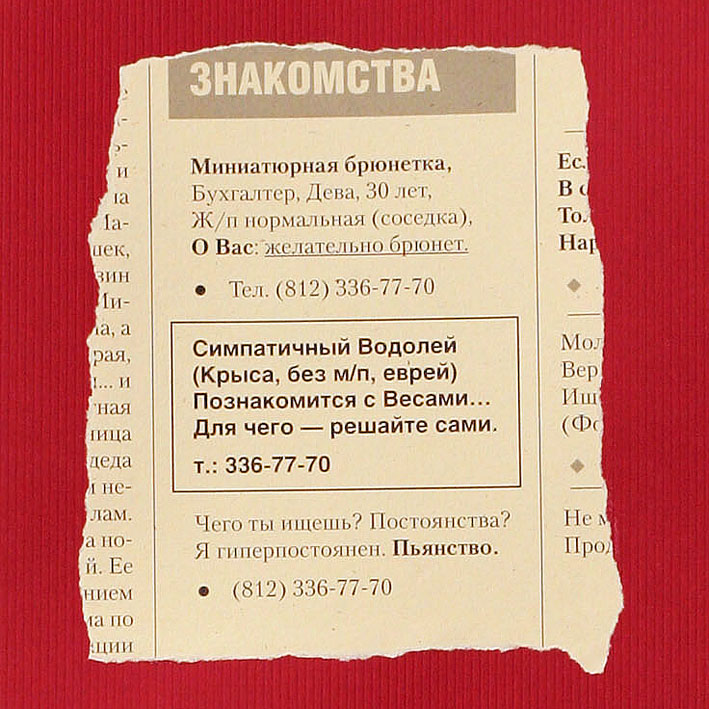 ЗНАКОМСТВА
Миниатюрная брюнетка,
Бухгалтер, Дева, 30 лет,
Ж/п нормальная (соседка),
О Вас: желательно брюнет.
• Тел. (812) 336-77-70
Симпатичный Водолей
(Крыса, без м/п, еврей)
Познакомится с Весами...
Для чего — решайте сами.
т.: 336-77-70
Чего ты ищешь? Постоянства?
Я гиперпостоянен. Пьянство.
• (812) 336-77-70